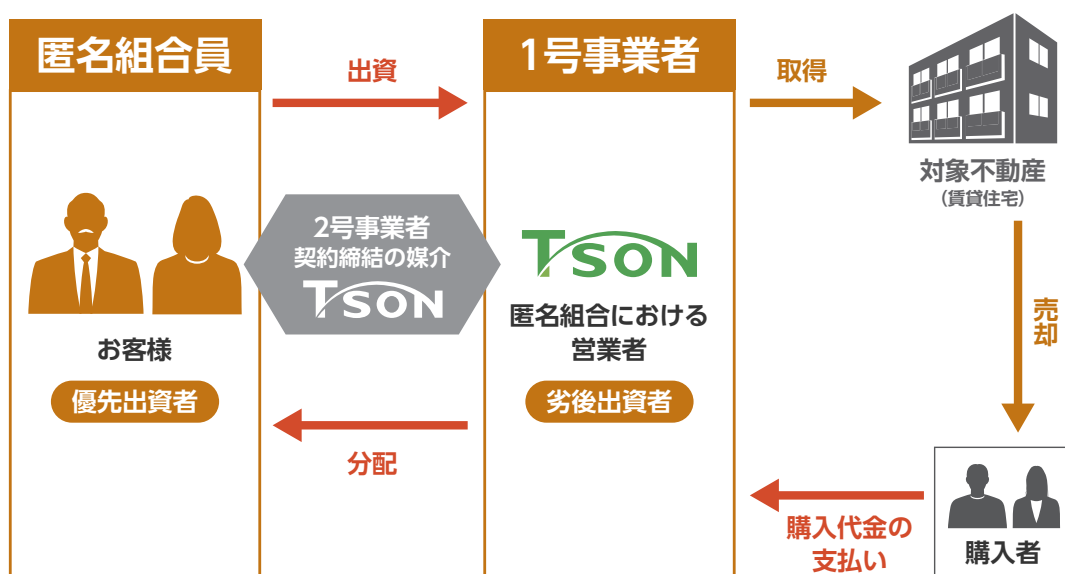 匿名組合員
出資
1号事業者
取得
対象不動産
(賃貸住宅)
2号事業者
契約締結の媒介
TSON
TSON
匿名組合における
営業者
お客様
優先出資者
劣後出資者
売却
分配
購入代金の
支払い
購入者